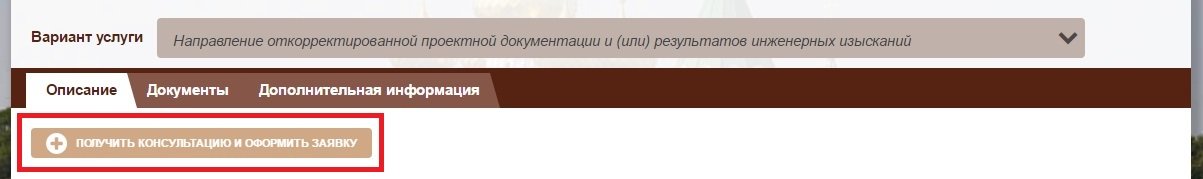 Вариант услуги Направление откорректированной проектной документации и (или) результатов инженерных изысканий
Описание Документы Дополнительная информация
ПОЛУЧИТЬ КОНСУЛЬТАЦИЮ И ОФОРМИТЬ ЗАЯВКУ